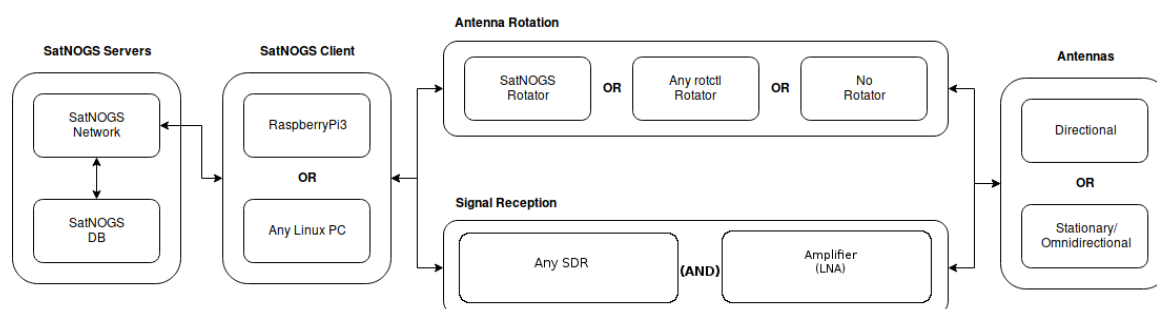 SatNOGS Servers
SatNOGS
Network
SatNOGS
DB
SatNOGS Client
RaspberryPi3
OR
Any Linux PC
Antenna Rotation
SatNOGS
Rotator
OR
Any rotctl
Rotator
OR
No
Rotator
Signal Reception
Any SDR
(AND)
Amplifier
(LNA)
Antennas
Directional
OR
Stationary/
Omnidirectional